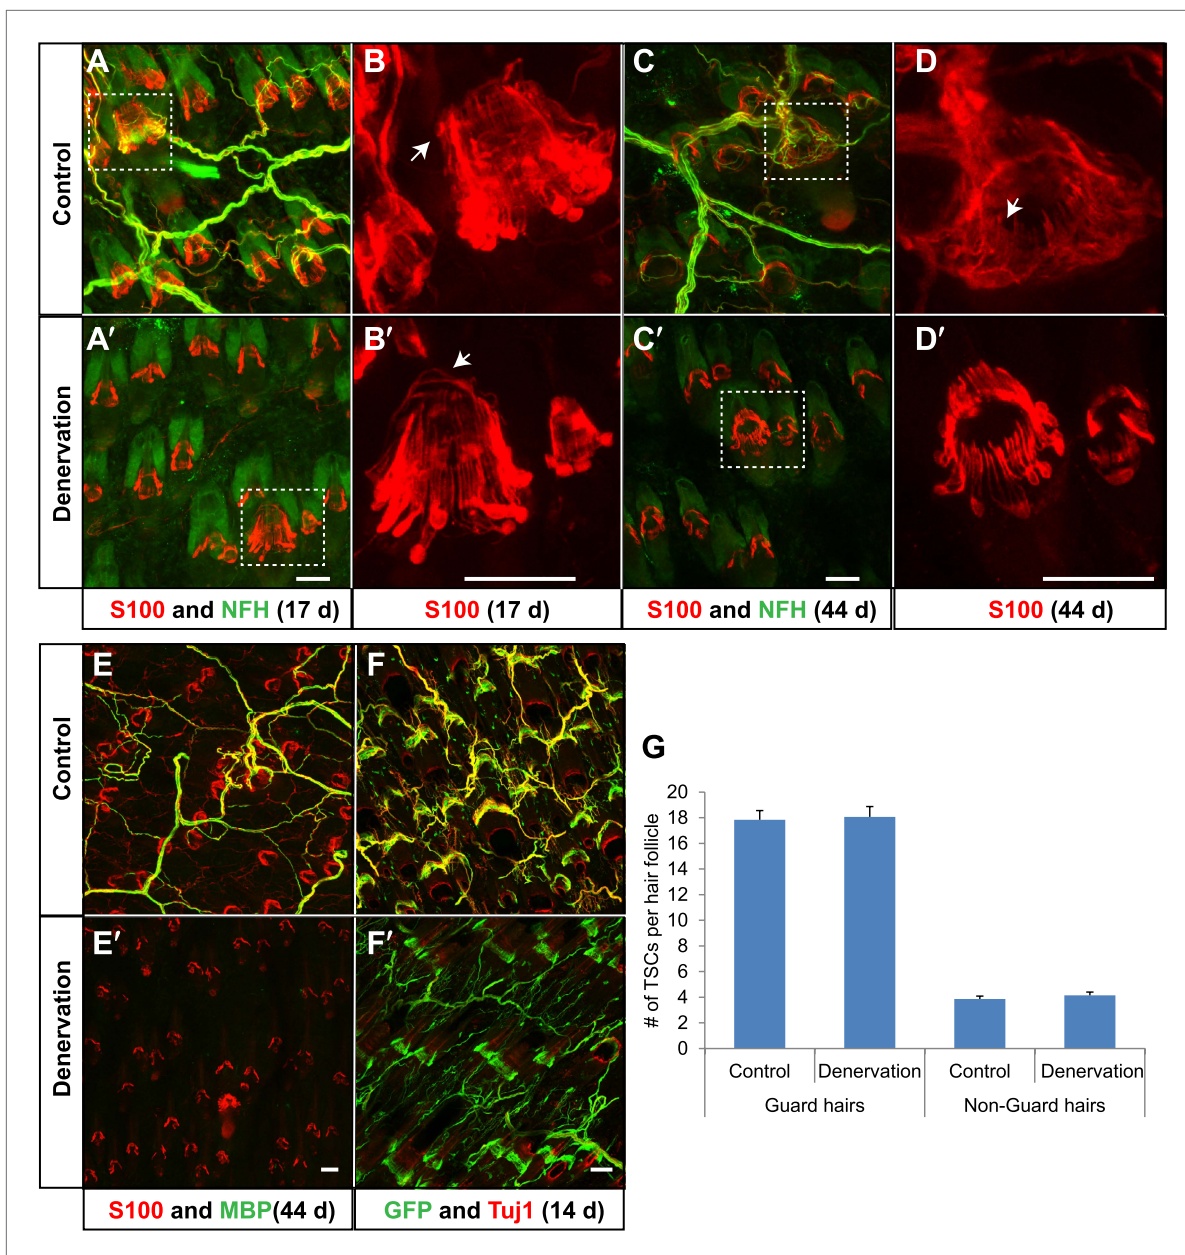 A
B
C
D
Control
A′
B′
C′
D′
Denervation
S100 and NFH (17 d)
S100 (17 d)
S100 and NFH (44 d)
S100 (44 d)
E
F
Control
E′
F′
Denervation
S100 and MBP(44 d)
GFP and Tuj1 (14 d)
G
# of TSCs per hair follicle
20
18
16
14
12
10
8
6
4
2
0
Control Denervation Control Denervation
Guard hairs Non-Guard hairs